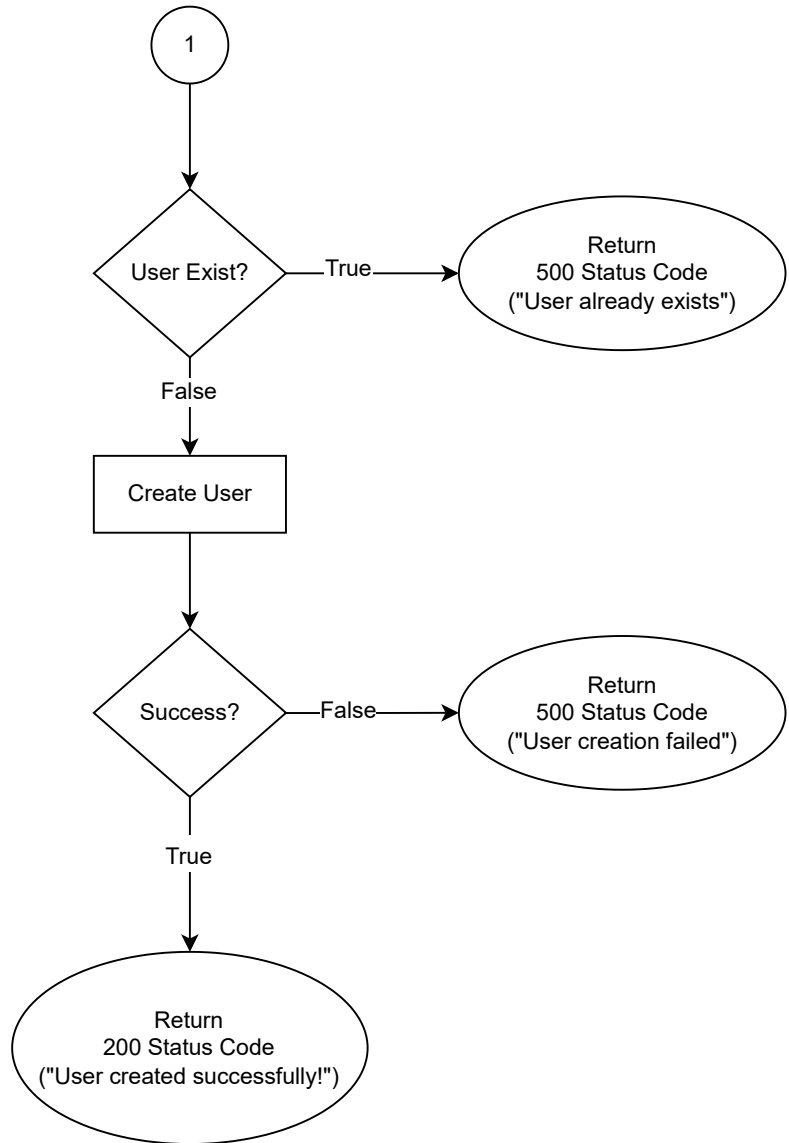 1
User Exist?
True
Return
500 Status Code
("User already exists")
False
Create User
Success?
False
Return
500 Status Code
("User creation failed")
True
Return
200 Status Code
("User created successfully!")